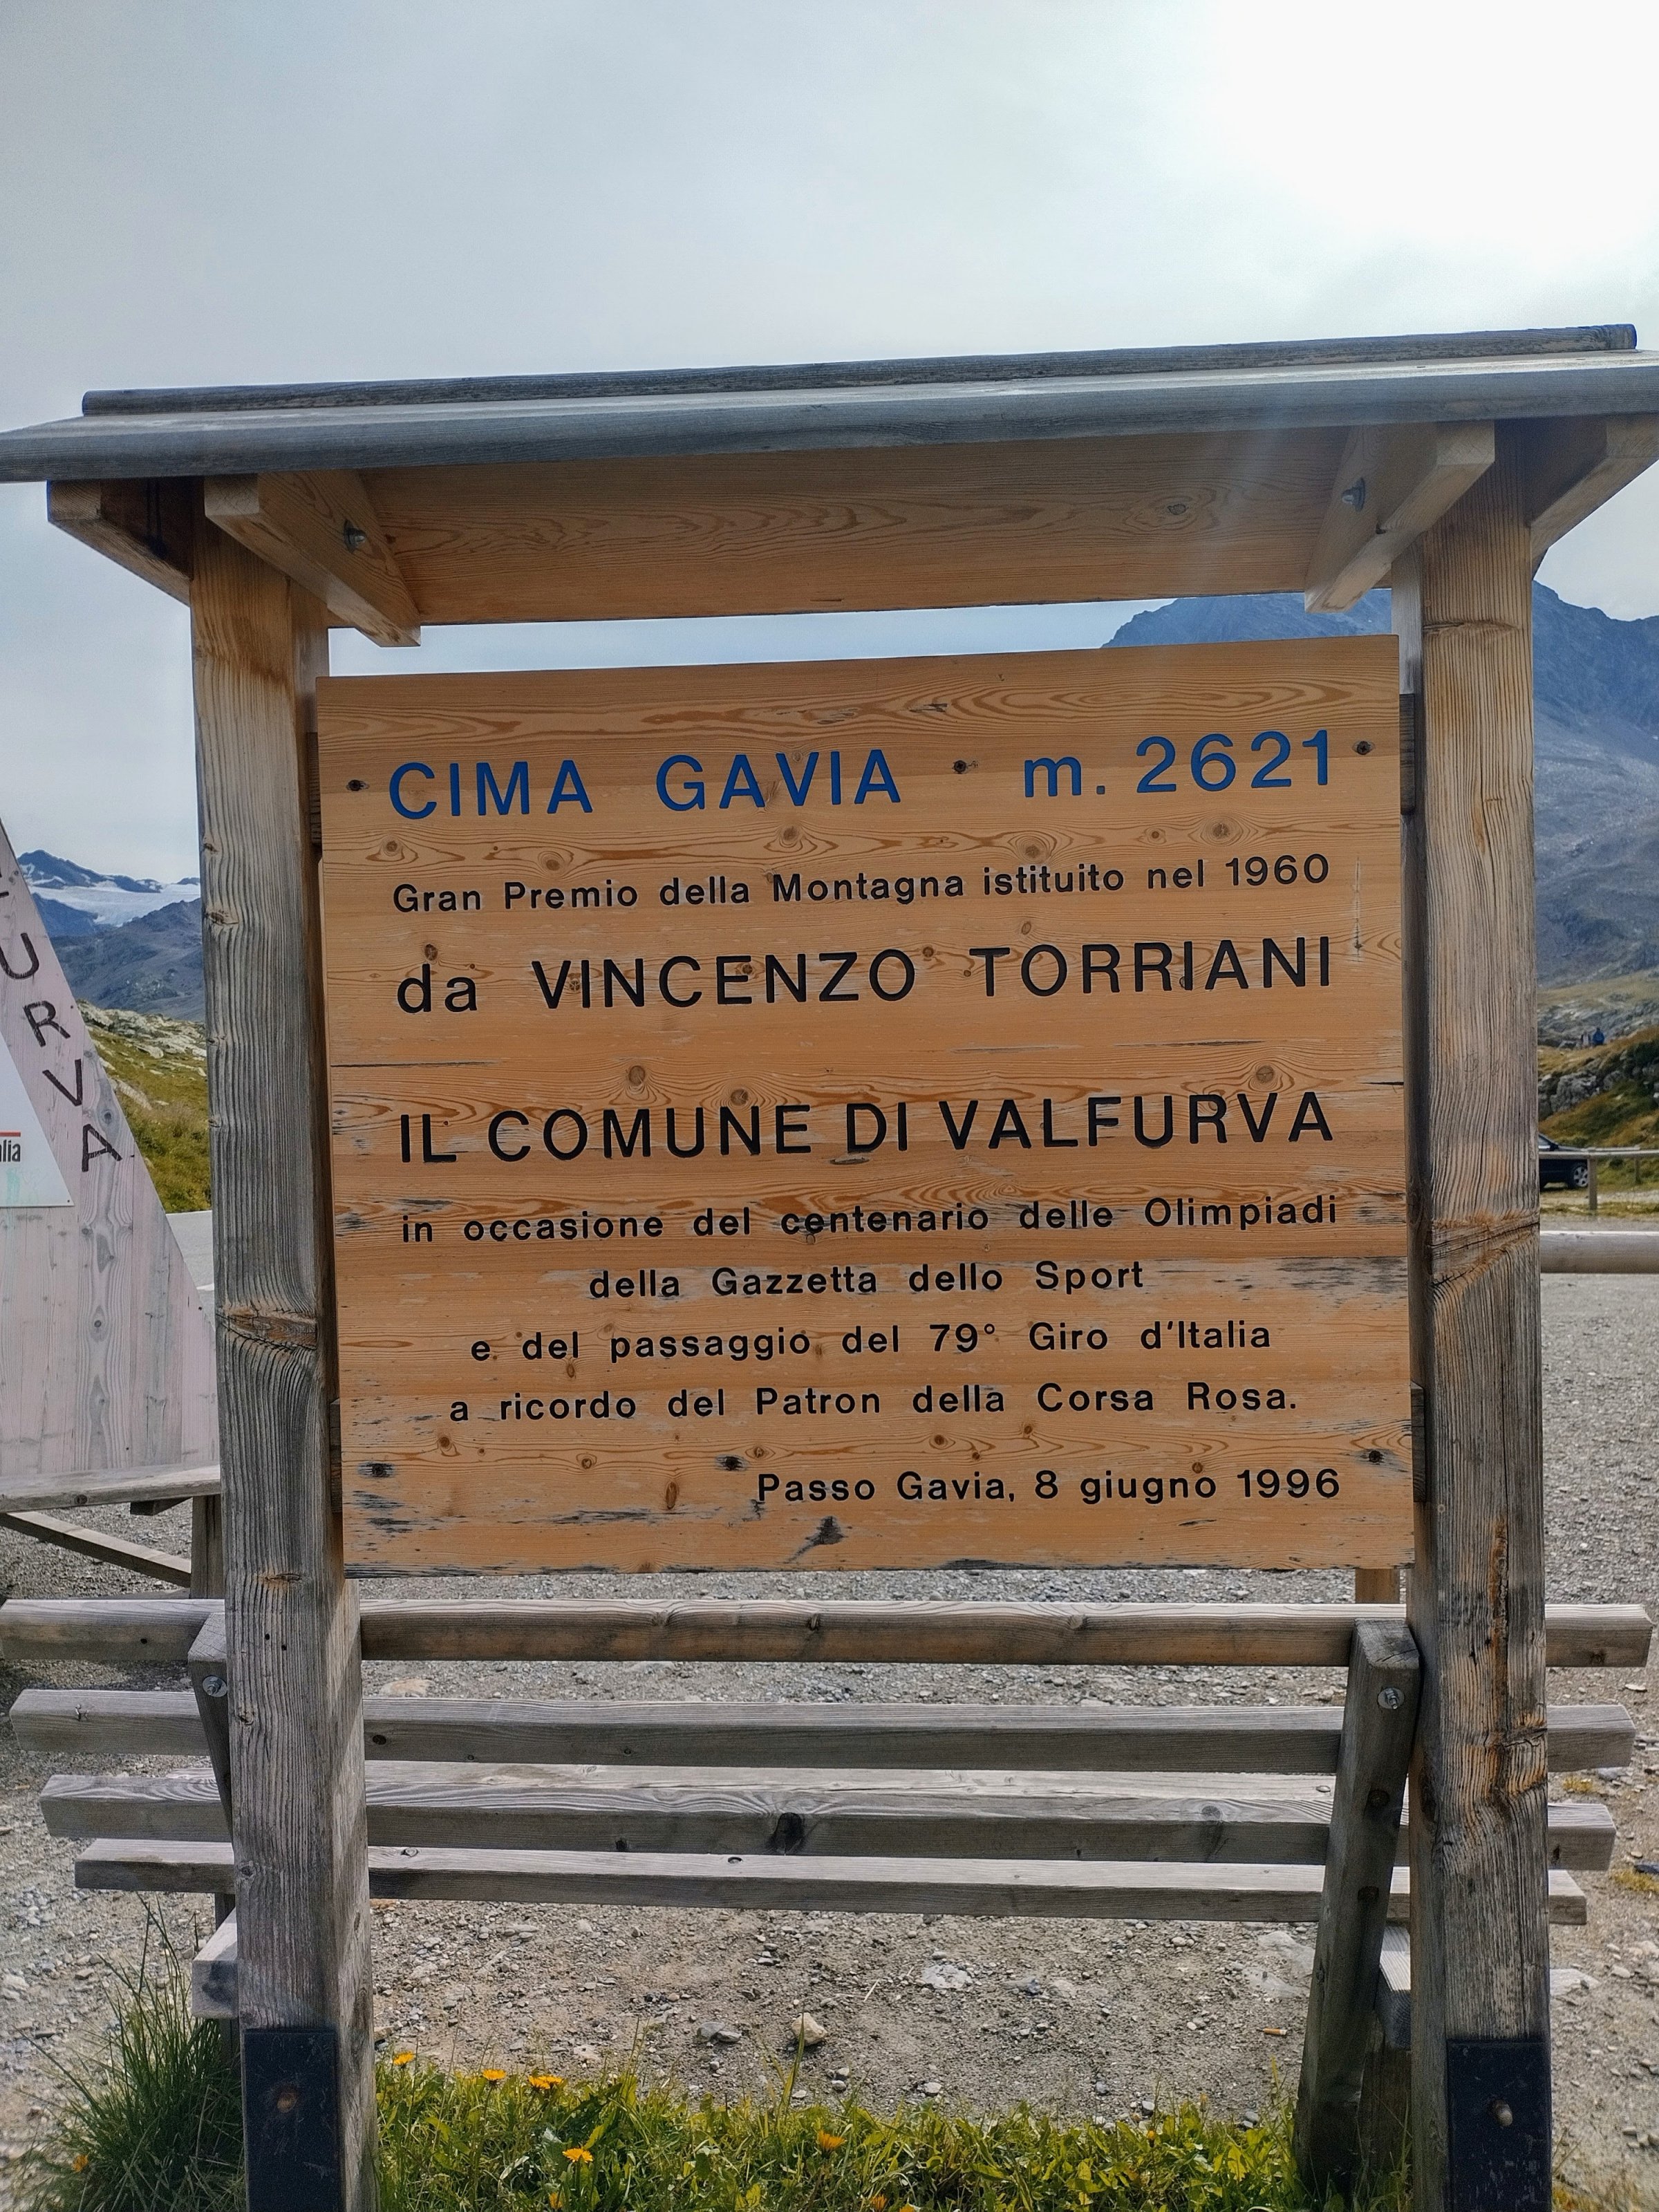 CIMA GAVIA · m. 2621
Gran Premio della Montagna istituito nel 1960
da VINCENZO TORRIANI
IL COMUNE DI VALFURVA
in occasione del centenario delle Olimpiadi
della Gazzetta dello Sport
e del passaggio del 79° Giro d'Italia
a ricordo del Patron della Corsa Rosa.
Passo Gavia, 8 giugno 1996
URVA